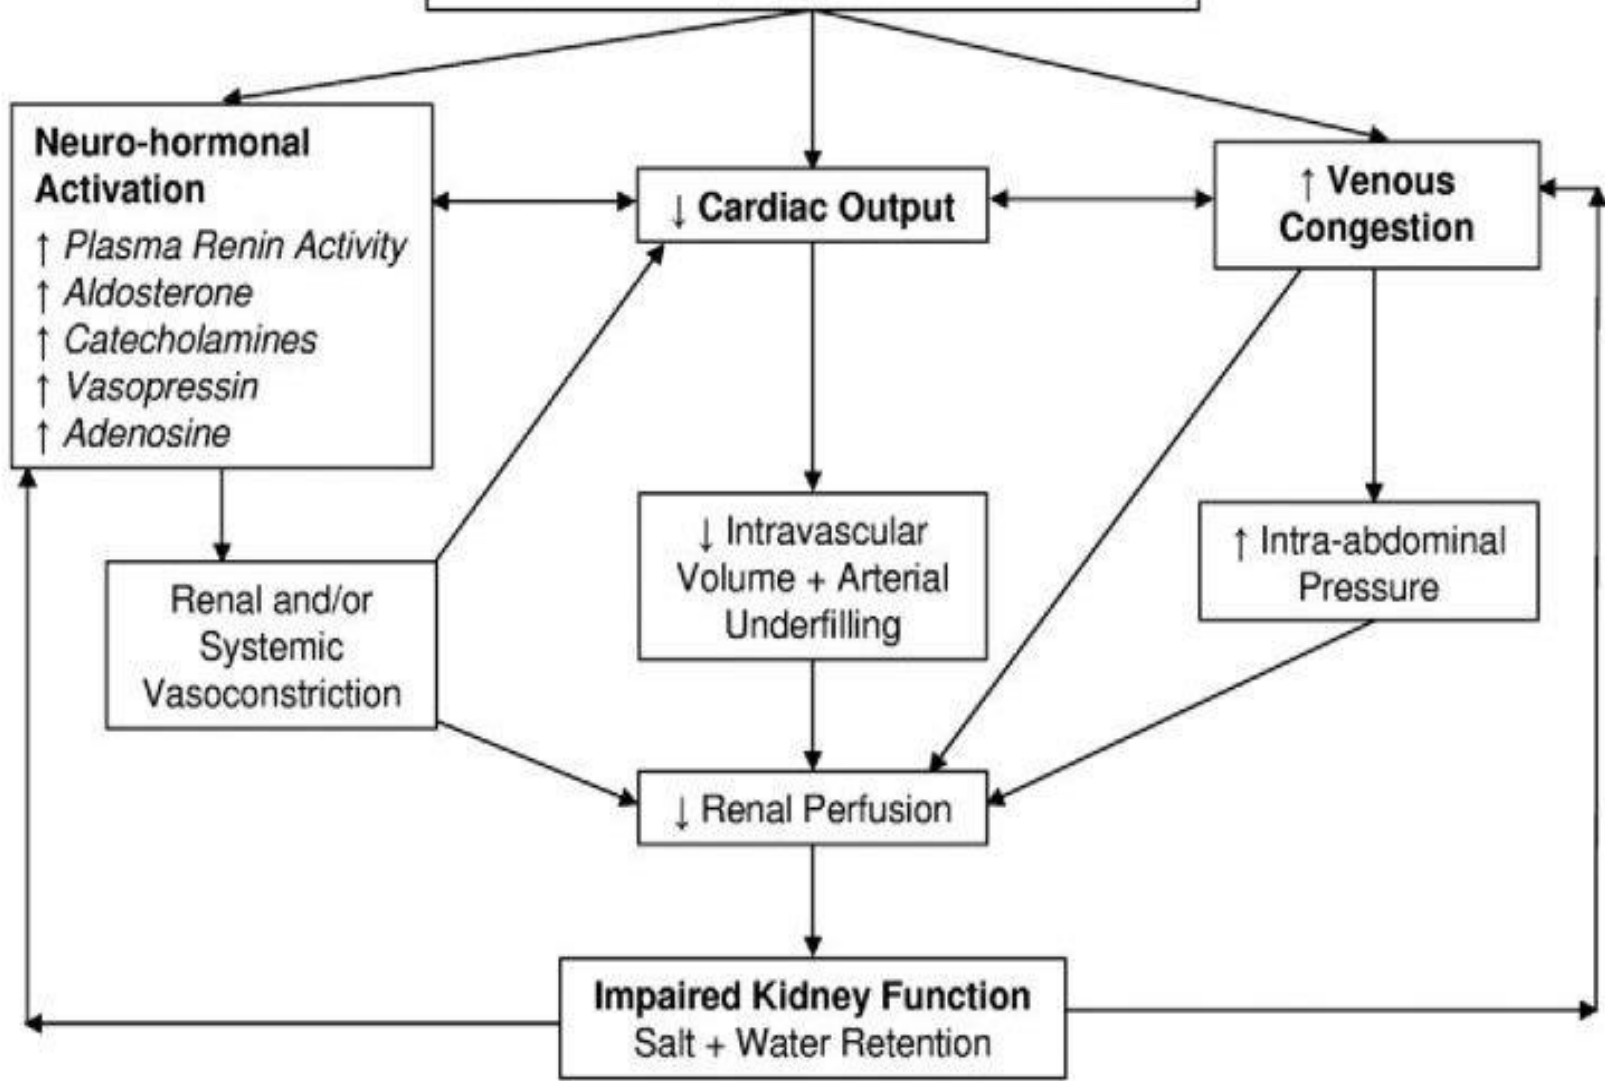 Neuro-hormonal
Activation
↑ Plasma Renin Activity
↑ Aldosterone
↑ Catecholamines
↑ Vasopressin
↑ Adenosine
↓ Cardiac Output
↑ Venous
Congestion
Renal and/or
Systemic
Vasoconstriction
↓ Intravascular
Volume + Arterial
Underfilling
↑ Intra-abdominal
Pressure
↓ Renal Perfusion
Impaired Kidney Function
Salt + Water Retention